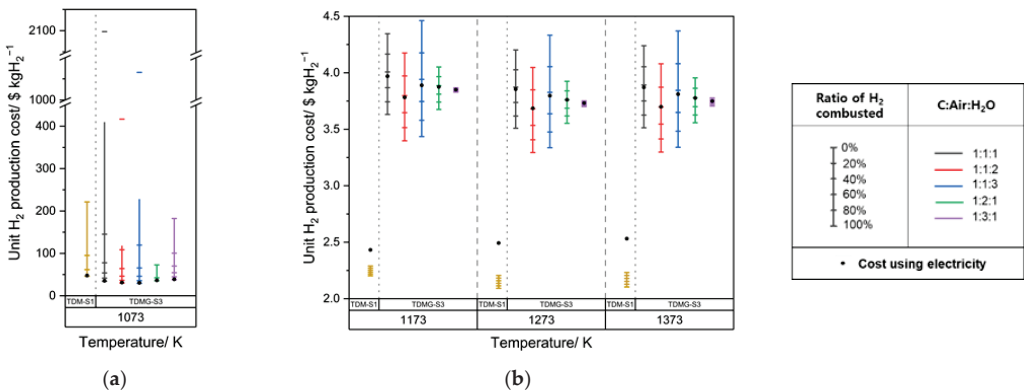 Unit H₂ production cost/ $ kgH₂⁻¹
2100
1000
400
300
200
100
0
TDM-S1 TDMG-S3
1073
Temperature/ K
(a)
Unit H₂ production cost/ $ kgH₂⁻¹
4.5
4.0
3.5
3.0
2.5
2.0
TDM-S1 TDMG-S3 TDM-S1 TDMG-S3 TDM-S1 TDMG-S3
1173 1273 1373
Temperature/ K
(b)
Ratio of H₂
combusted
C:Air:H₂O
0%
20%
40%
60%
80%
100%
1:1:1
1:1:2
1:1:3
1:2:1
1:3:1
Cost using electricity